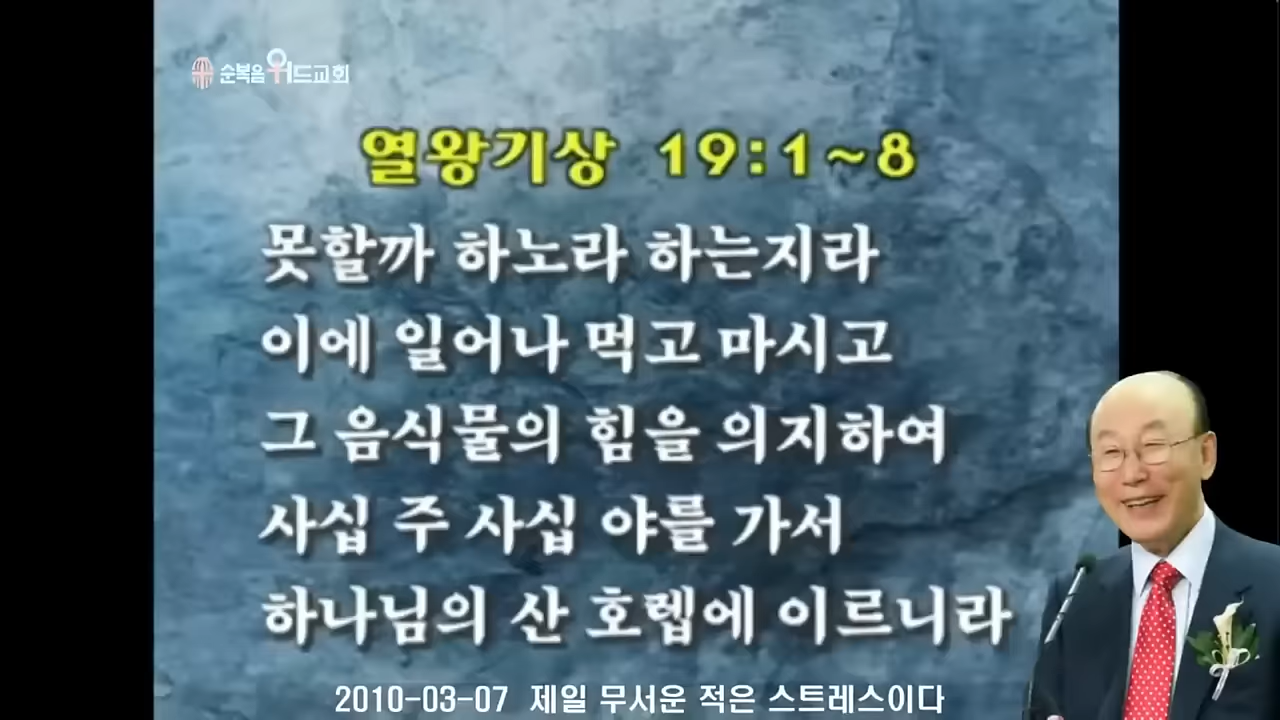 순복음워드교회
열왕기상 19:1~8
못할까 하노라 하는지라
이에 일어나 먹고 마시고
그 음식물의 힘을 의지하여
사십 주 사십 야를 가서
하나님의 산 호렙에 이르니라
2010-03-07 제일 무서운 적은 스트레스이다